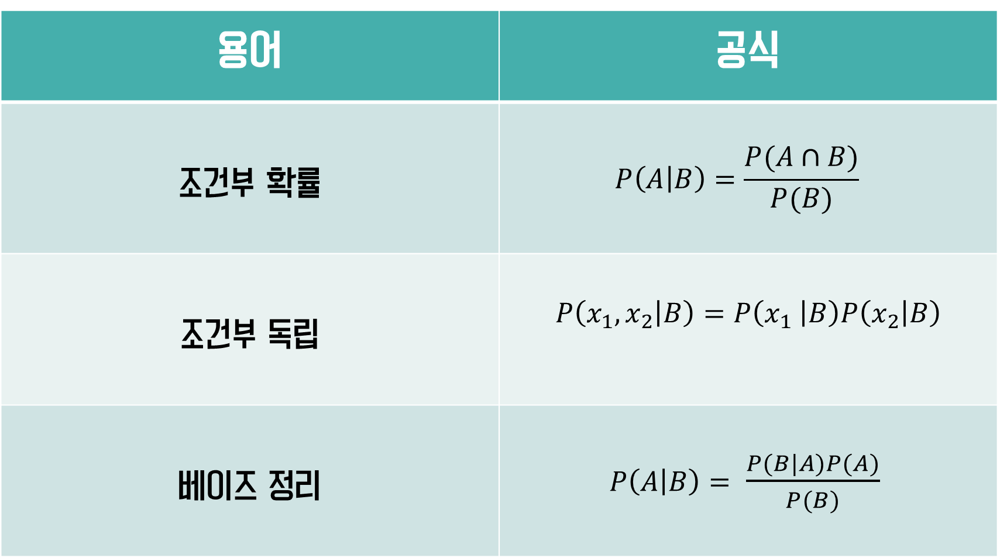 용어
공식
조건부 확률
P(A|B) = P(A ∩ B) / P(B)
조건부 독립
P(x₁, x₂|B) = P(x₁ |B)P(x₂|B)
베이즈 정리
P(A|B) = P(B|A)P(A) / P(B)